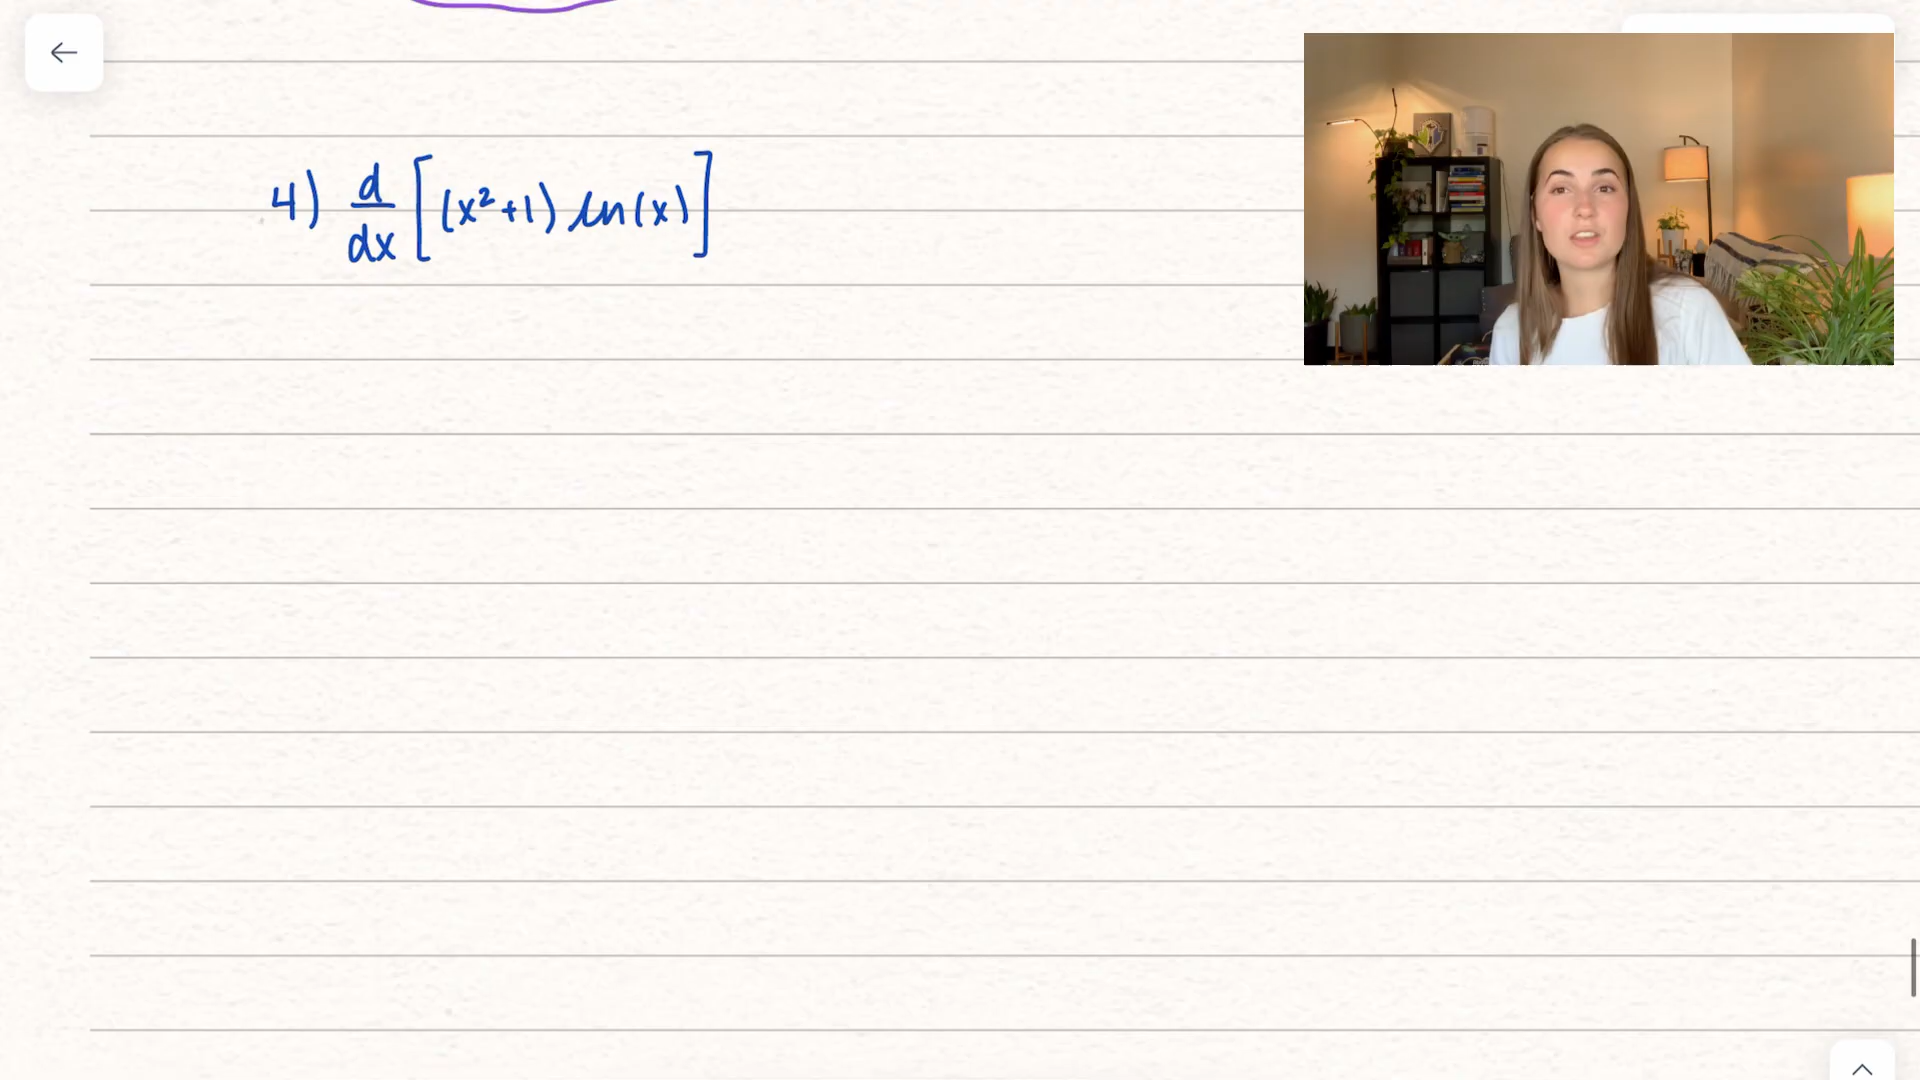 4) d/dx [(x²+1) ln(x)]